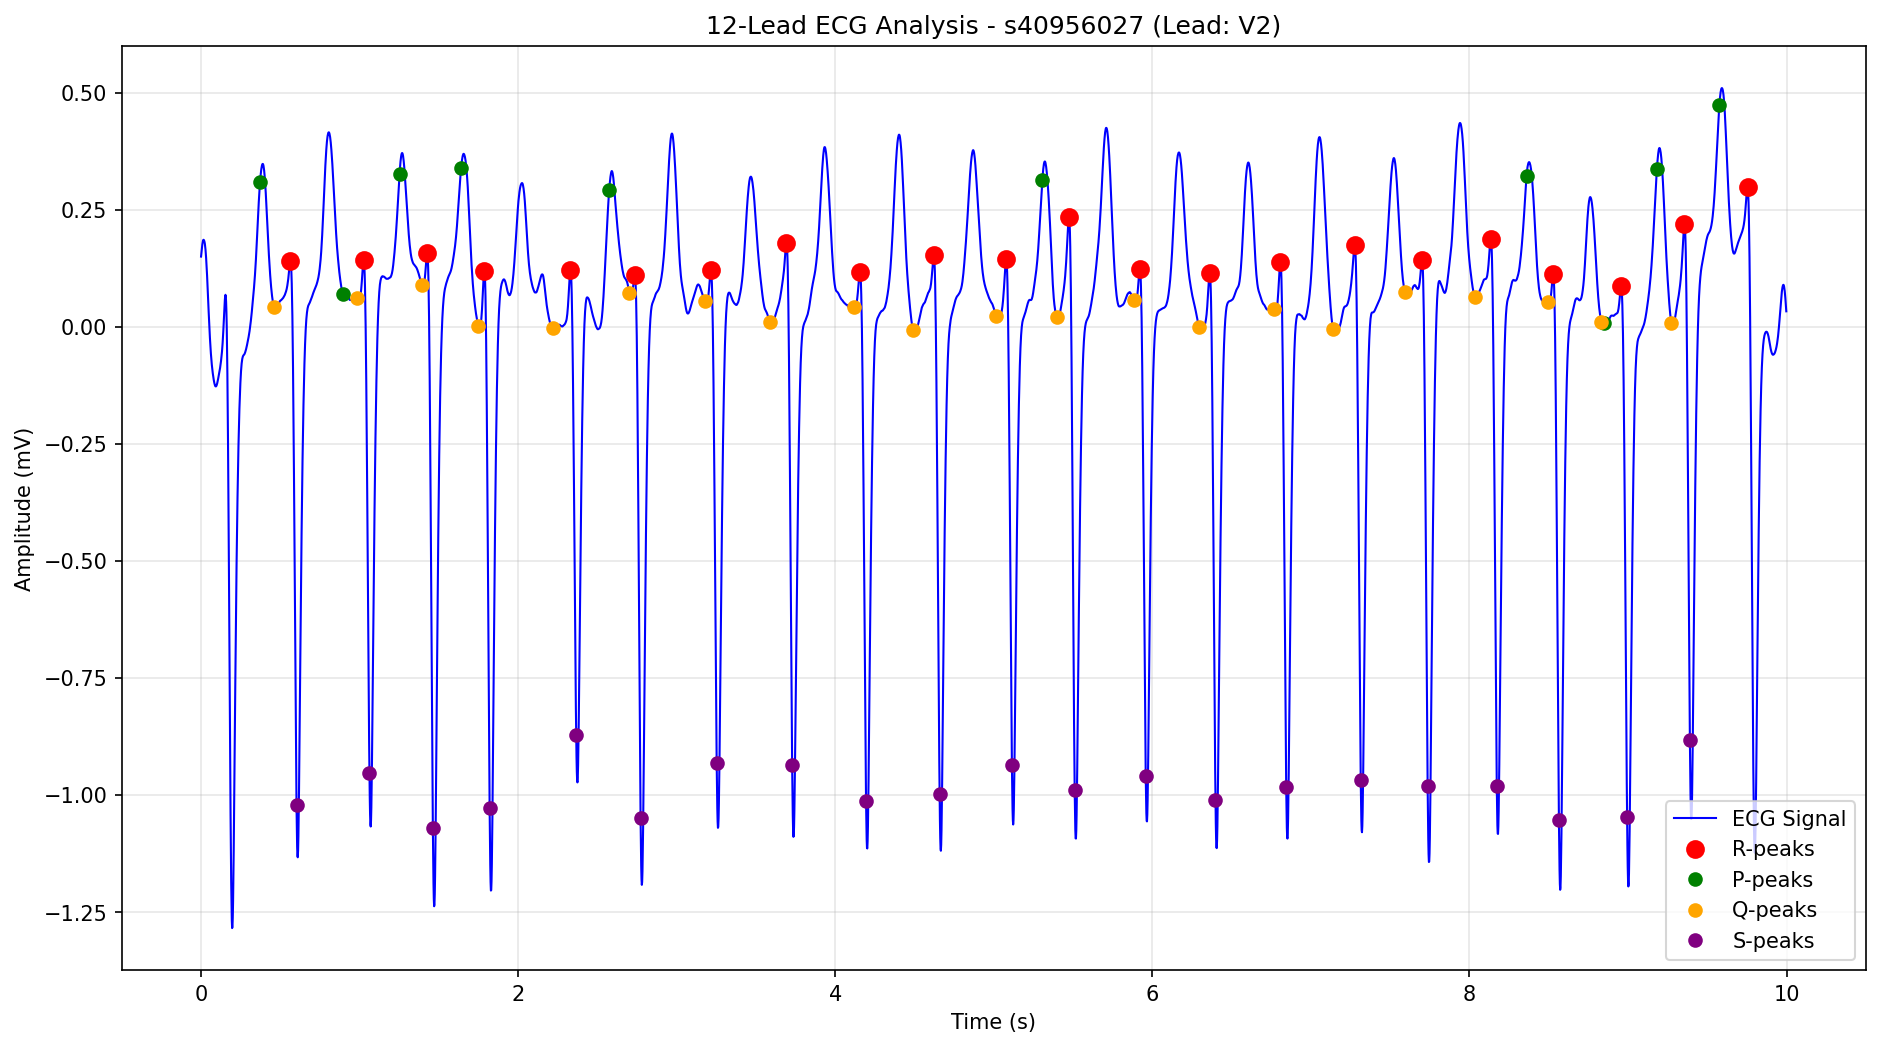 12-Lead ECG Analysis - s40956027 (Lead: V2)
0.50
0.25
0.00
−0.25
−0.50
−0.75
−1.00
−1.25
Amplitude (mV)
0 2 4 6 8 10
Time (s)
ECG Signal
R-peaks
P-peaks
Q-peaks
S-peaks